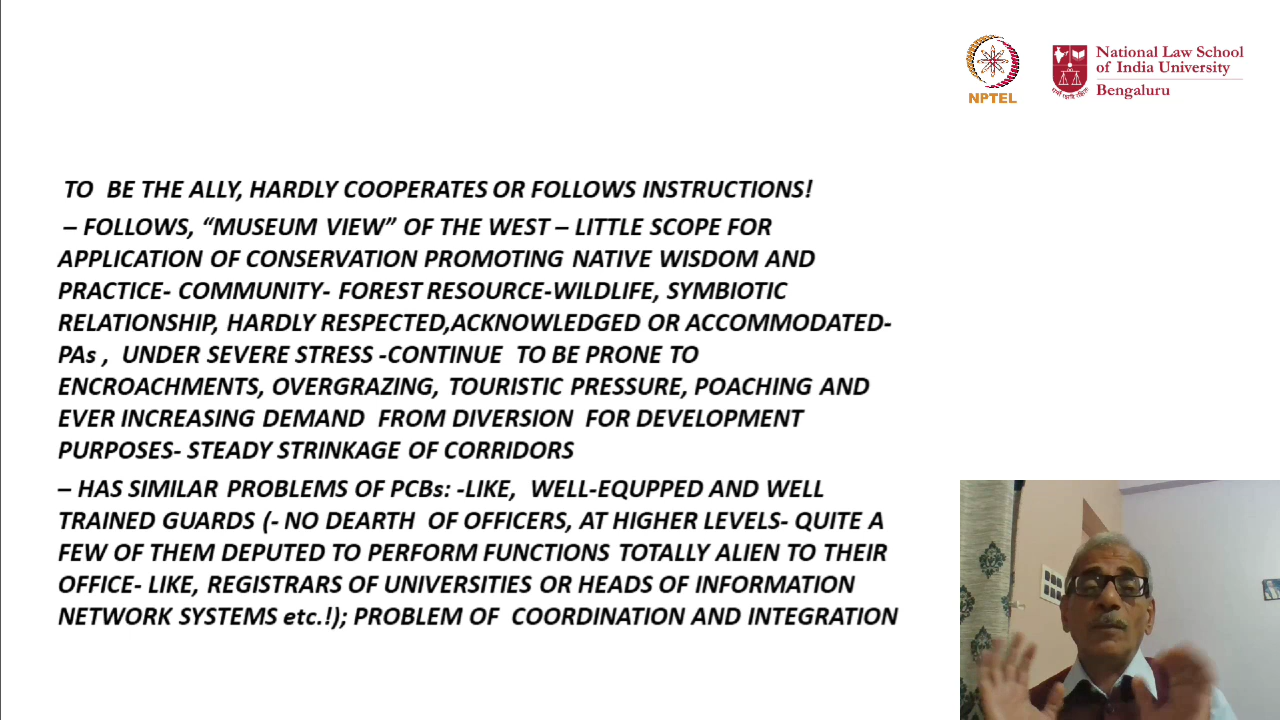 NPTEL
National Law School
of India University
Bengaluru
TO BE THE ALLY, HARDLY COOPERATES OR FOLLOWS INSTRUCTIONS!
– FOLLOWS, “MUSEUM VIEW” OF THE WEST – LITTLE SCOPE FOR
APPLICATION OF CONSERVATION PROMOTING NATIVE WISDOM AND
PRACTICE- COMMUNITY- FOREST RESOURCE-WILDLIFE, SYMBIOTIC
RELATIONSHIP, HARDLY RESPECTED,ACKNOWLEDGED OR ACCOMMODATED-
PAs , UNDER SEVERE STRESS -CONTINUE TO BE PRONE TO
ENCROACHMENTS, OVERGRAZING, TOURISTIC PRESSURE, POACHING AND
EVER INCREASING DEMAND FROM DIVERSION FOR DEVELOPMENT
PURPOSES- STEADY STRINKAGE OF CORRIDORS
– HAS SIMILAR PROBLEMS OF PCBs: -LIKE, WELL-EQUPPED AND WELL
TRAINED GUARDS (- NO DEARTH OF OFFICERS, AT HIGHER LEVELS- QUITE A
FEW OF THEM DEPUTED TO PERFORM FUNCTIONS TOTALLY ALIEN TO THEIR
OFFICE- LIKE, REGISTRARS OF UNIVERSITIES OR HEADS OF INFORMATION
NETWORK SYSTEMS etc.!); PROBLEM OF COORDINATION AND INTEGRATION